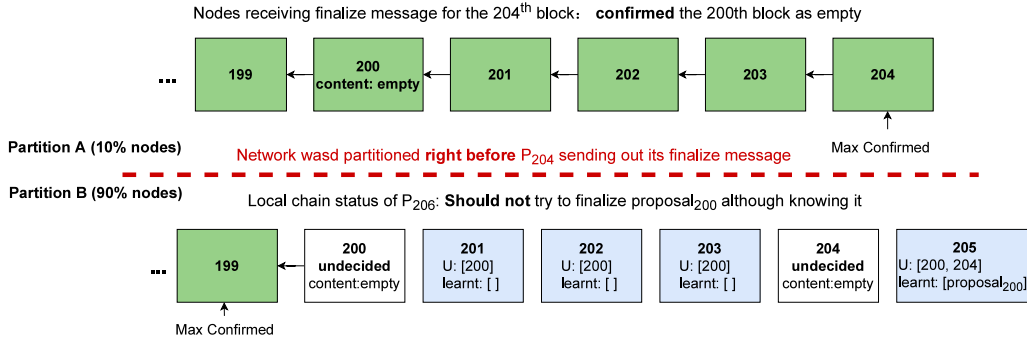 Nodes receiving finalize message for the 204th block: confirmed the 200th block as empty
...
199
200
content: empty
201
202
203
204
Partition A (10% nodes)
Max Confirmed
Network wasd partitioned right before P204 sending out its finalize message
Partition B (90% nodes)
Local chain status of P206: Should not try to finalize proposal200 although knowing it
...
199
200
undecided
content:empty
201
U: [200]
learnt: [ ]
202
U: [200]
learnt: [ ]
203
U: [200]
learnt: [ ]
204
undecided
content:empty
205
U: [200, 204]
learnt: [proposal200]
Max Confirmed